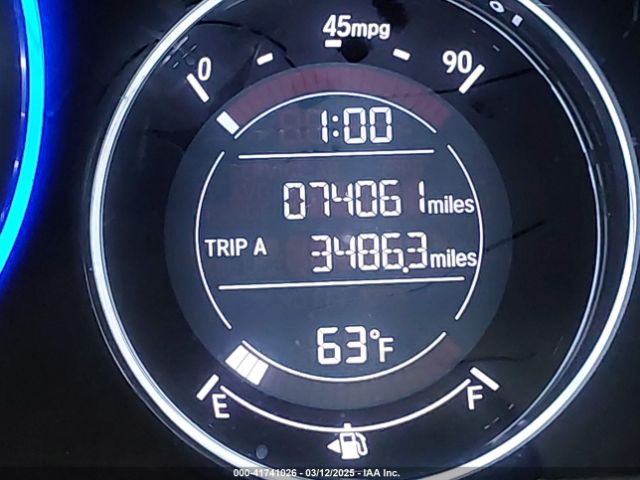 45mpg
0 90
1:00
074061 miles
TRIP A 3486.3 miles
63°F
E F
000-41741026 - 03/12/2025 - IAA Inc.